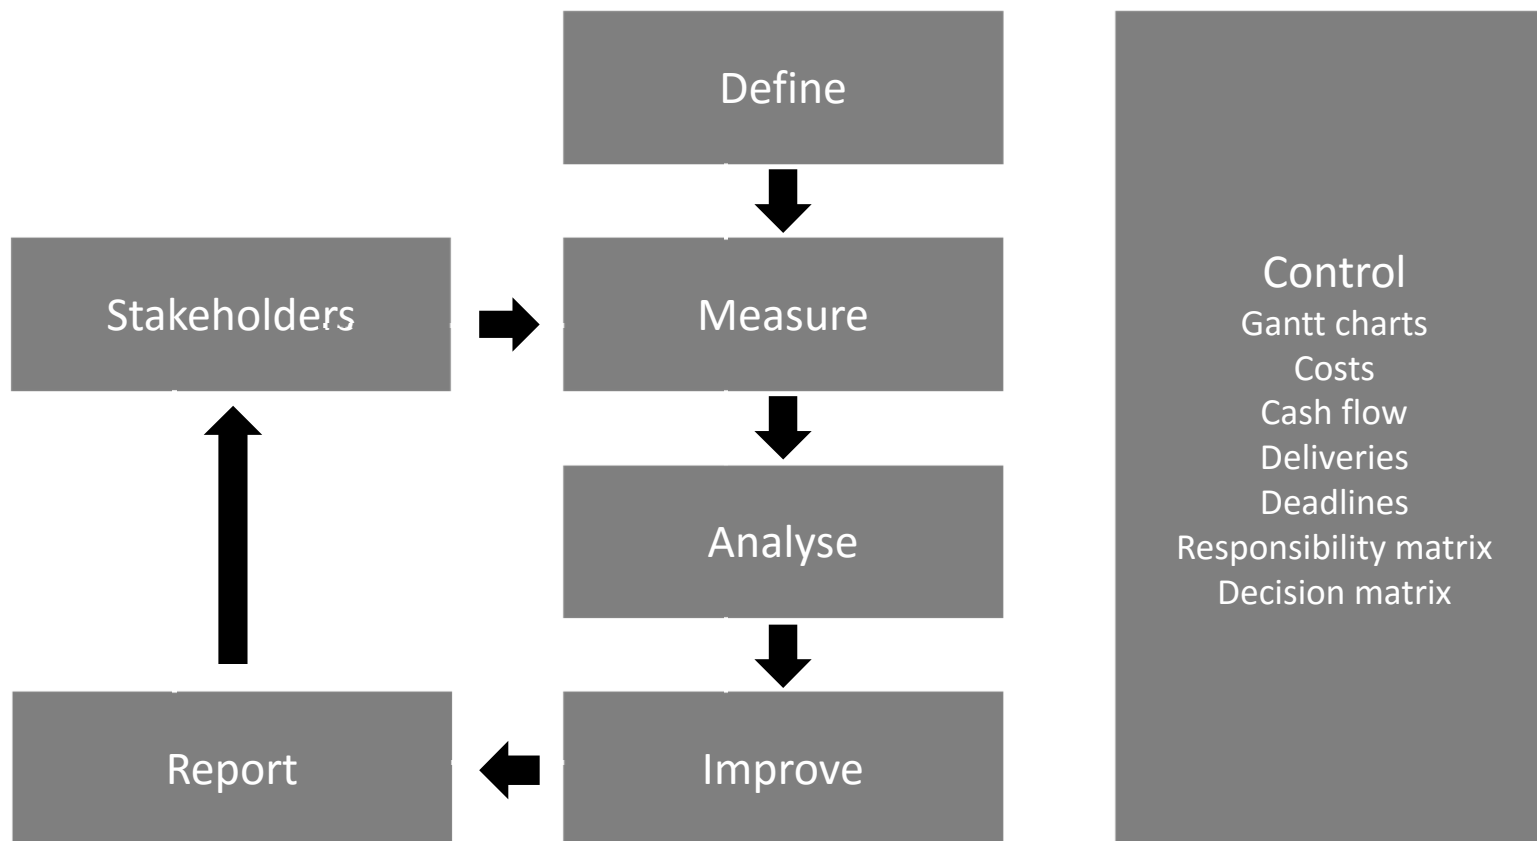 Define
Stakeholders
Measure
Analyse
Report
Improve
Control
Gantt charts
Costs
Cash flow
Deliveries
Deadlines
Responsibility matrix
Decision matrix